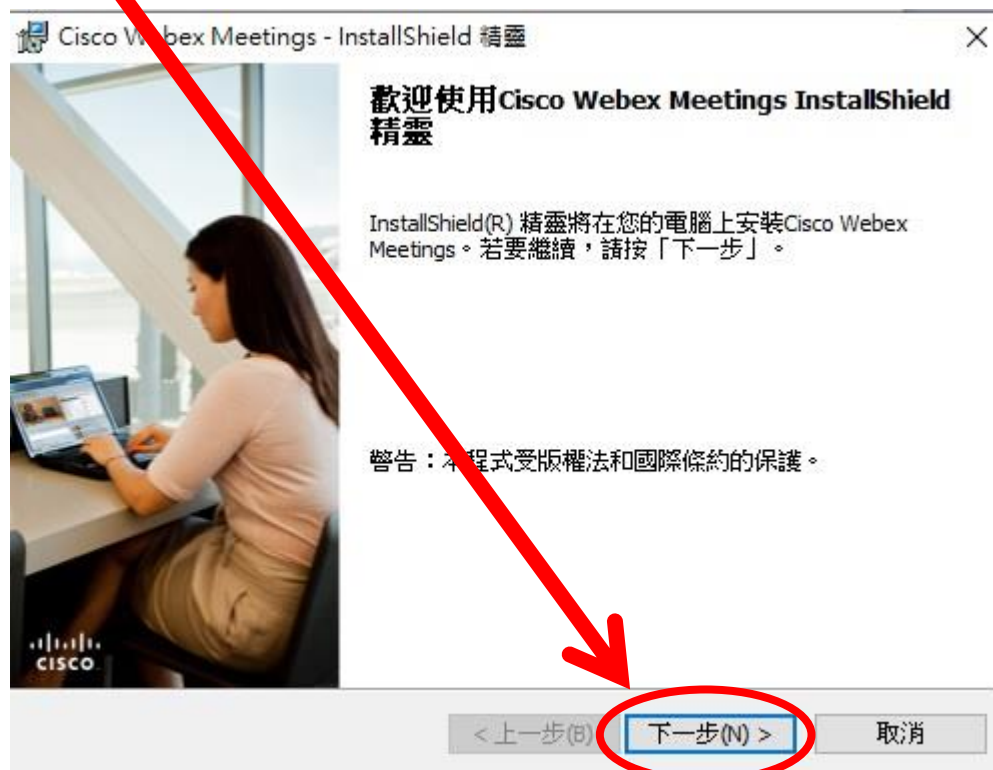 Cisco Webex Meetings - InstallShield 精靈
歡迎使用Cisco Webex Meetings InstallShield
精靈
InstallShield(R) 精靈將在您的電腦上安裝Cisco Webex
Meetings。若要繼續，請按「下一步」。
警告：本程式受版權法和國際條約的保護。
CISCO
< 上一步(B)
下一步(N) >
取消